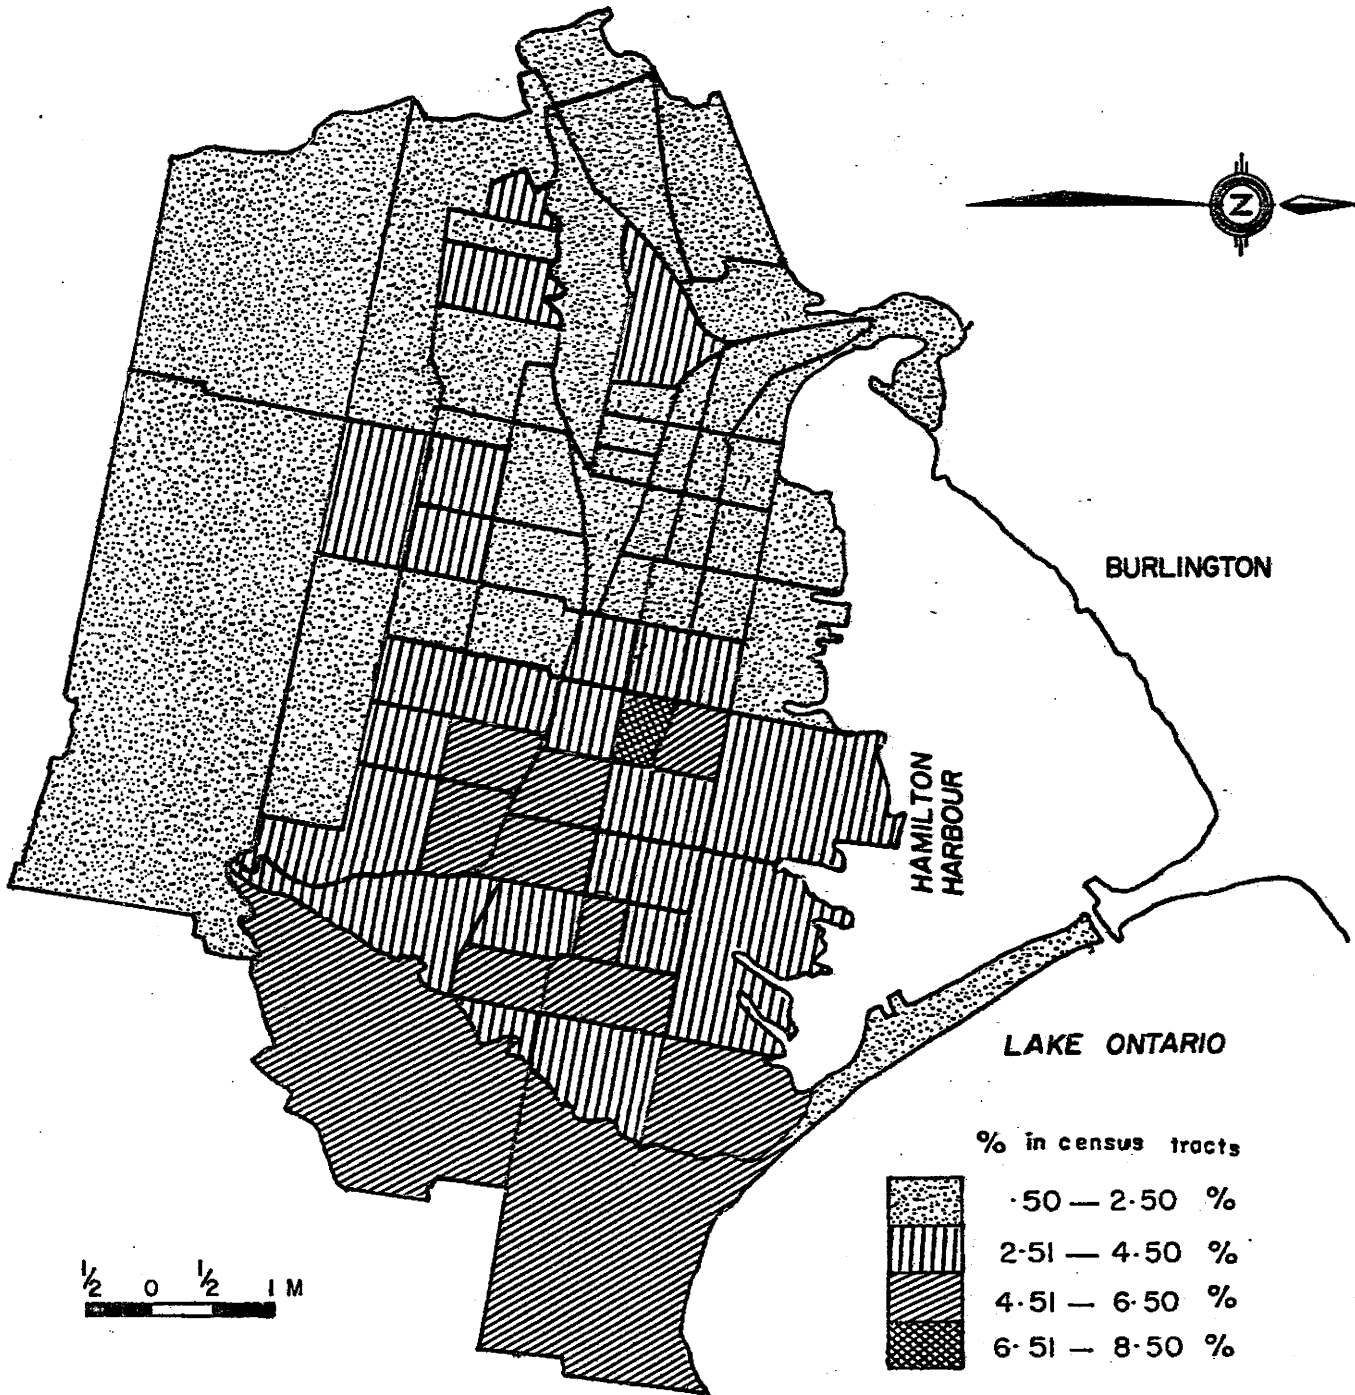 N
BURLINGTON
HAMILTON
HARBOUR
LAKE ONTARIO
% in census tracts
·50 — 2·50 %
2·51 — 4·50 %
4·51 — 6·50 %
6·51 — 8·50 %
½ 0 ½ 1 M